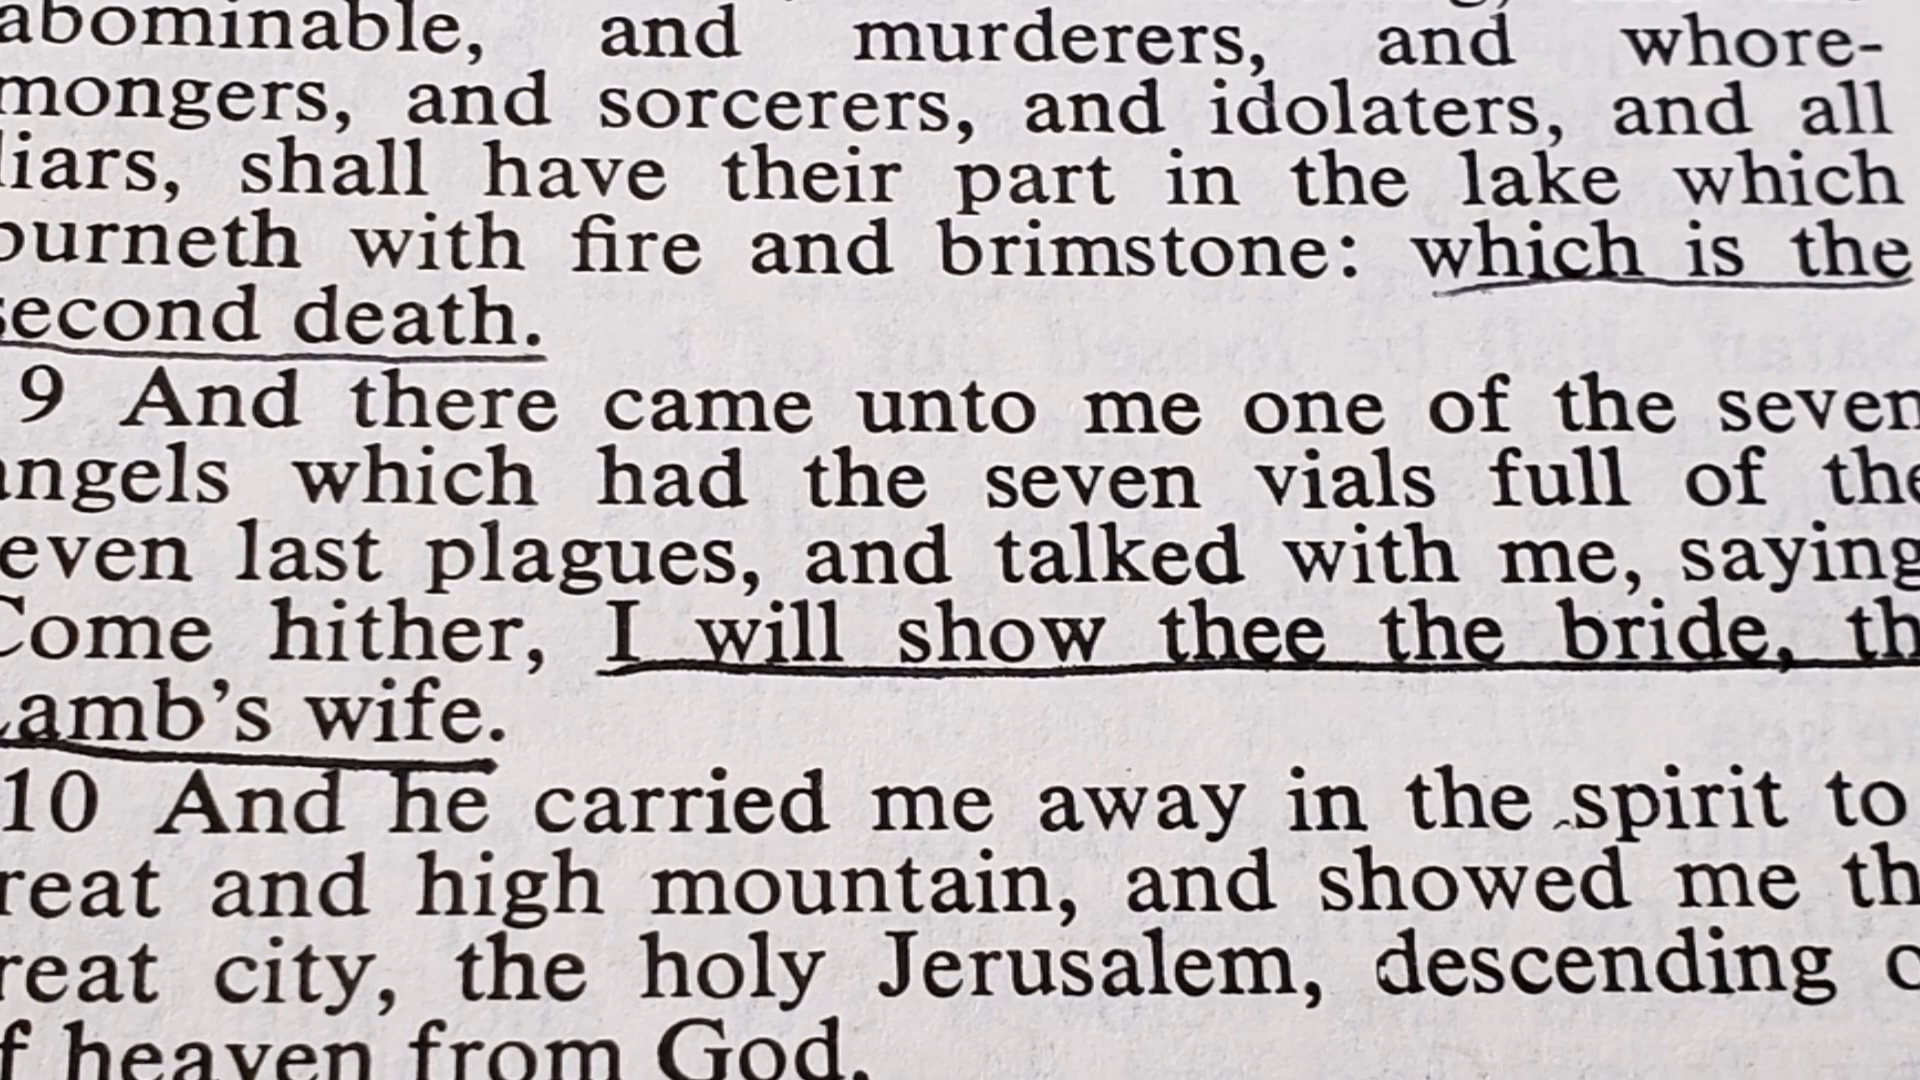 abominable, and murderers, and whore-
mongers, and sorcerers, and idolaters, and all
liars, shall have their part in the lake which
burneth with fire and brimstone: which is the
second death.
9 And there came unto me one of the seven
angels which had the seven vials full of the
even last plagues, and talked with me, saying
Come hither, I will show thee the bride, th
Lamb's wife.
10 And he carried me away in the spirit to
reat and high mountain, and showed me th
reat city, the holy Jerusalem, descending o
f heaven from God,